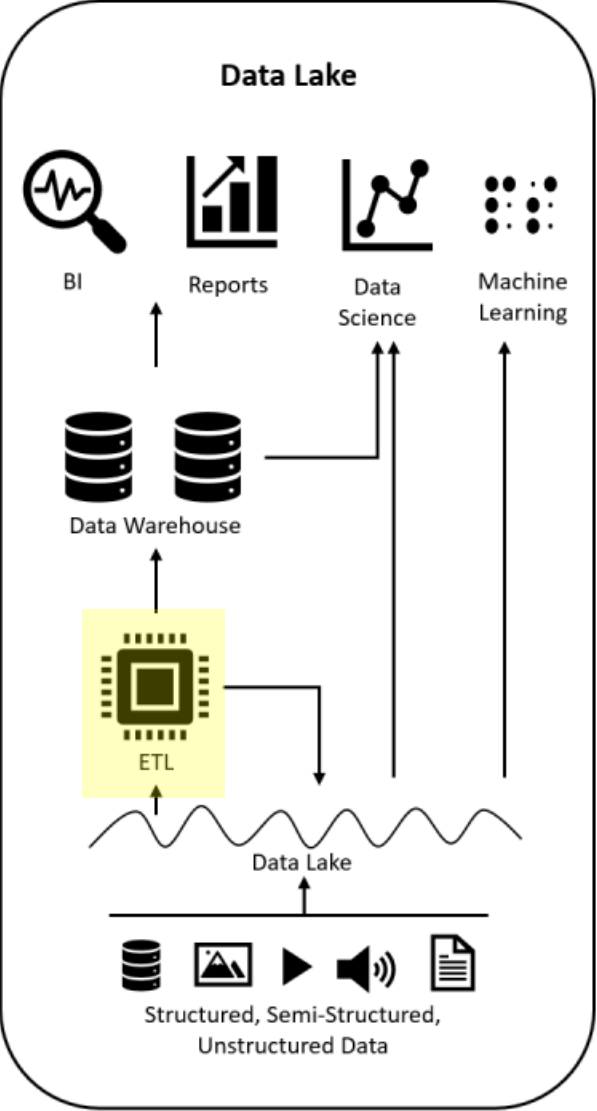 Data Lake
BI
Reports
Data
Science
Machine
Learning
Data Warehouse
ETL
Data Lake
Structured, Semi-Structured,
Unstructured Data